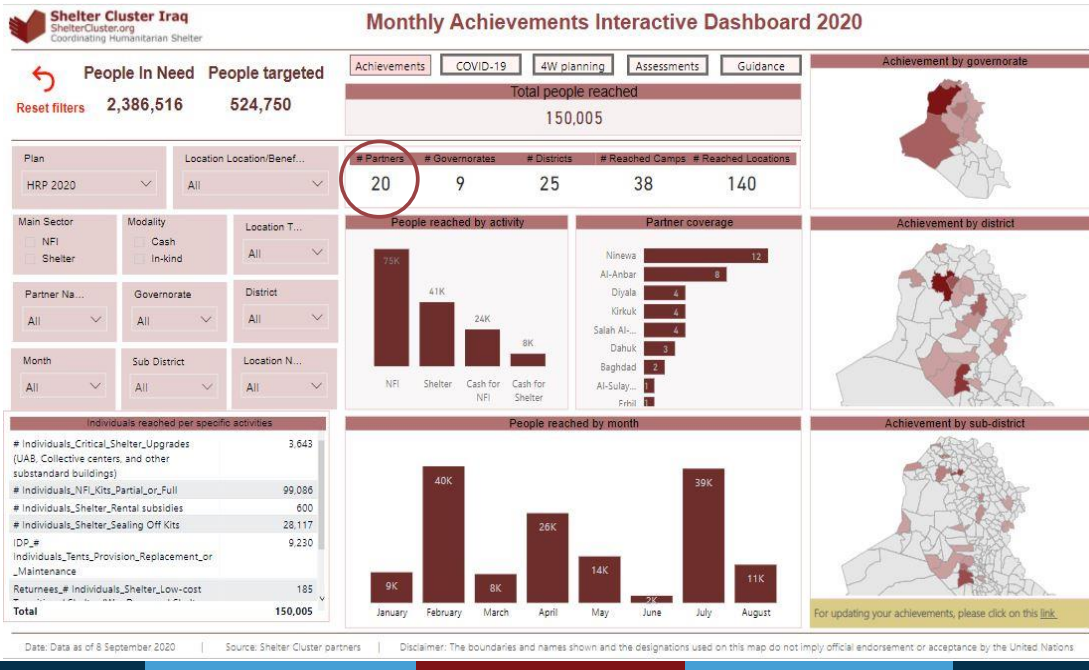 Shelter Cluster Iraq
ShelterCluster.org
Coordinating Humanitarian Shelter
Monthly Achievements Interactive Dashboard 2020
Reset filters
People In Need
2,386,516
People targeted
524,750
Achievements
COVID-19
4W planning
Assessments
Guidance
Total people reached
150,005
Plan
HRP 2020
Location Location/Benef...
All
# Partners
# Governorates
# Districts
# Reached Camps
# Reached Locations
20
9
25
38
140
Main Sector
NFI
Shelter
Modality
Cash
In-kind
Location T...
All
Partner Na...
All
Governorate
All
District
All
Month
All
Sub District
All
Location N...
All
People reached by activity
75K
41K
24K
8K
NFI
Shelter
Cash for
NFI
Cash for
Shelter
Partner coverage
Ninewa 12
Al-Anbar 8
Diyala 4
Kirkuk 4
Salah Al-... 4
Dahuk 3
Baghdad 2
Al-Sulay... 1
Erbil 1
Individuals reached per specific activities
# Individuals_Critical_Shelter_Upgrades 3,643
(UAB, Collective centers, and other
substandard buildings)
# Individuals_NFI_Kits_Partial_or_Full 99,086
# Individuals_Shelter_Rental subsidies 600
# Individuals_Shelter_Sealing Off Kits 28,117
IDP_# 9,230
Individuals_Tents_Provision_Replacement_or
_Maintenance
Returnees_# Individuals_Shelter_Low-cost 185
Total 150,005
People reached by month
9K
40K
8K
26K
14K
2K
39K
11K
January
February
March
April
May
June
July
August
Achievement by governorate
Achievement by district
Achievement by sub-district
For updating your achievements, please click on this link
Date: Data as of 8 September 2020 | Source: Shelter Cluster partners | Disclaimer: The boundaries and names shown and the designations used on this map do not imply official endorsement or acceptance by the United Nations